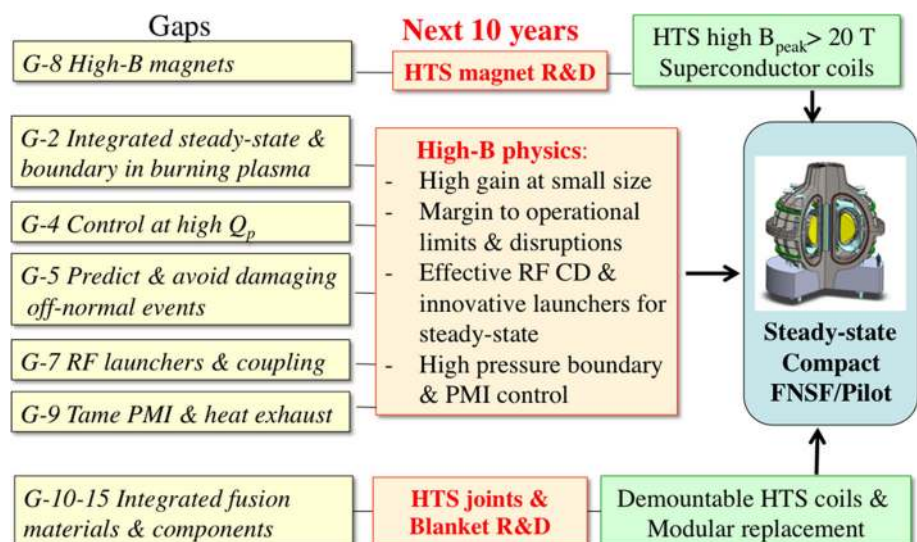 Gaps
Next 10 years
G-8 High-B magnets
HTS magnet R&D
HTS high B_peak> 20 T
Superconductor coils
G-2 Integrated steady-state &
boundary in burning plasma
G-4 Control at high Q_p
G-5 Predict & avoid damaging
off-normal events
G-7 RF launchers & coupling
G-9 Tame PMI & heat exhaust
High-B physics:
- High gain at small size
- Margin to operational
limits & disruptions
- Effective RF CD &
innovative launchers for
steady-state
- High pressure boundary
& PMI control
Steady-state
Compact
FNSF/Pilot
G-10-15 Integrated fusion
materials & components
HTS joints &
Blanket R&D
Demountable HTS coils &
Modular replacement